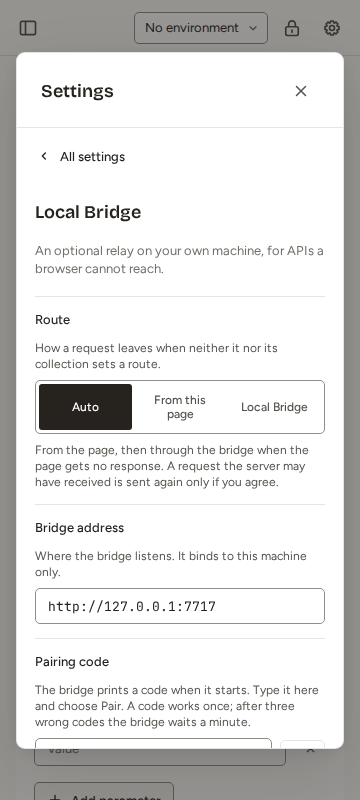 No environment
Settings
All settings
Local Bridge
An optional relay on your own machine, for APIs a
browser cannot reach.
Route
How a request leaves when neither it nor its
collection sets a route.
Auto
From this
page
Local Bridge
From the page, then through the bridge when the
page gets no response. A request the server may
have received is sent again only if you agree.
Bridge address
Where the bridge listens. It binds to this machine
only.
http://127.0.0.1:7717
Pairing code
The bridge prints a code when it starts. Type it here
and choose Pair. A code works once; after three
wrong codes the bridge waits a minute.
Value
Add parameter